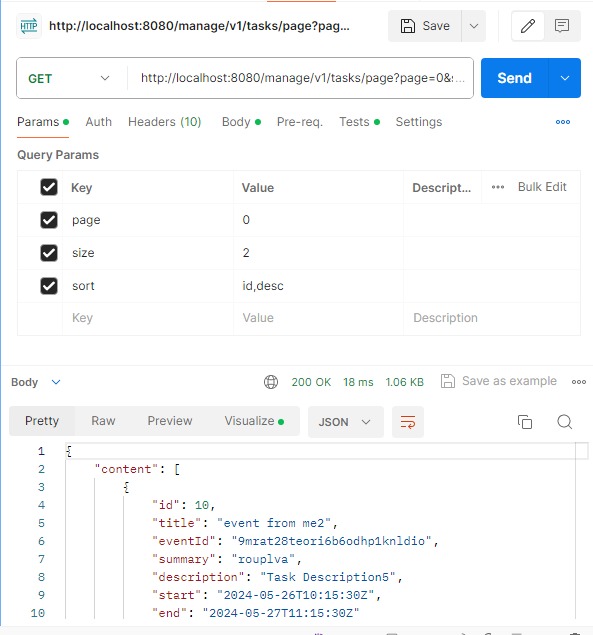 HTTP http://localhost:8080/manage/v1/tasks/page?pag... Save
GET http://localhost:8080/manage/v1/tasks/page?page=0&s... Send
Params Auth Headers (10) Body Pre-req. Tests Settings
Query Params
Key Value Descript... Bulk Edit
page 0
size 2
sort id,desc
Key Value Description
Body 200 OK 18 ms 1.06 KB Save as example
Pretty Raw Preview Visualize JSON
1 {
2 "content": [
3 {
4 "id": 10,
5 "title": "event from me2",
6 "eventId": "9mrat28teori6b6odhp1knldio",
7 "summary": "rouplva",
8 "description": "Task Description5",
9 "start": "2024-05-26T10:15:30Z",
10 "end": "2024-05-27T11:15:30Z"